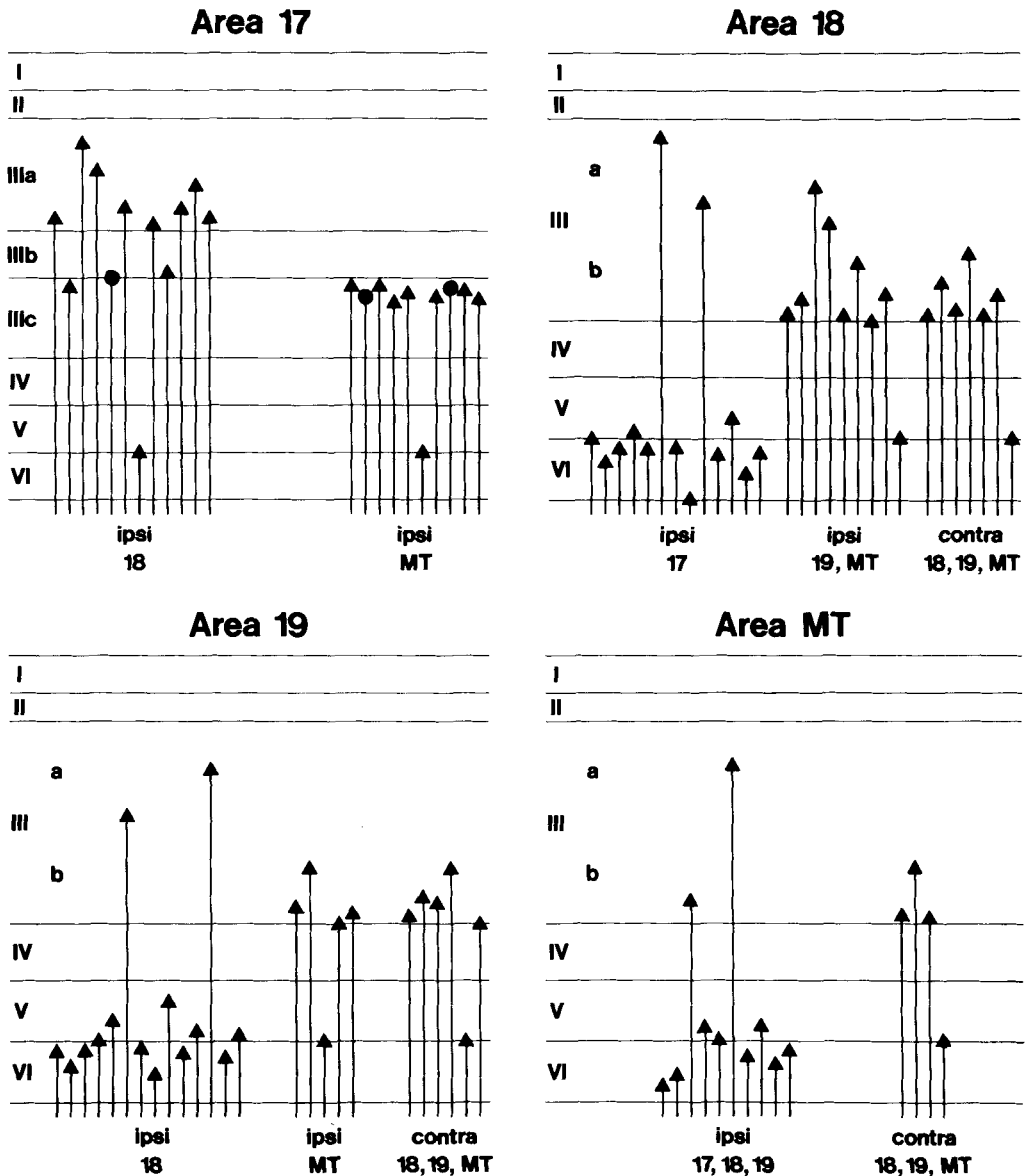 Area 17
I
II
IIIa
IIIb
IIIc
IV
V
VI
ipsi
18
ipsi
MT
Area 18
I
II
a
III
b
IV
V
VI
ipsi
17
ipsi
19, MT
contra
18, 19, MT
Area 19
I
II
a
III
b
IV
V
VI
ipsi
18
ipsi
MT
contra
18, 19, MT
Area MT
I
II
a
III
b
IV
V
VI
ipsi
17, 18, 19
contra
18, 19, MT